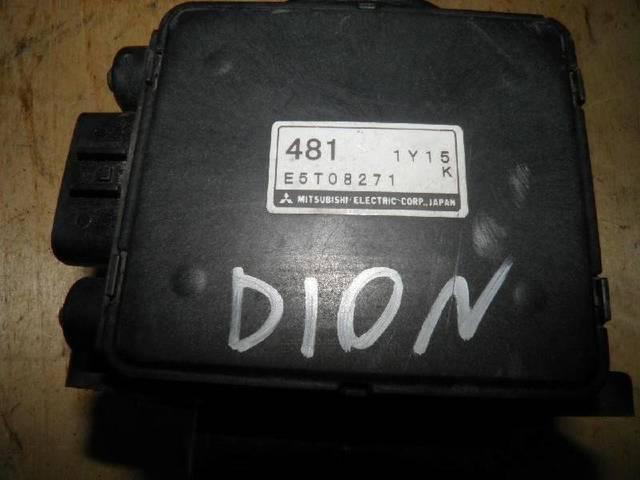 481 1Y15
E5T08271 K
MITSUBISHI ELECTRIC CORP., JAPAN
DION